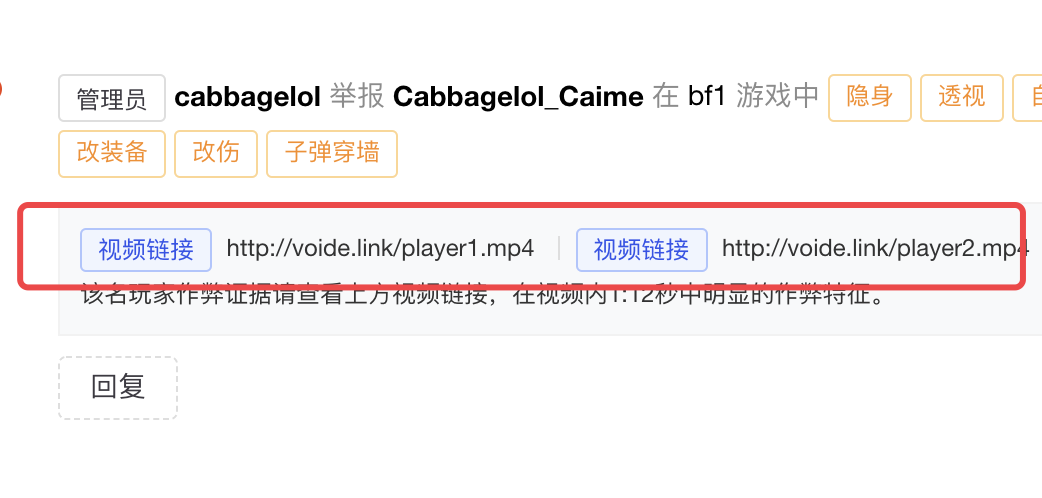 管理员 cabbagelol 举报 Cabbagelol_Caime 在 bf1 游戏中 隐身 透视
改装备 改伤 子弹穿墙
视频链接 http://voide.link/player1.mp4 | 视频链接 http://voide.link/player2.mp4
该名玩家作弊证据请查看上方视频链接，在视频内1:12秒中明显的作弊特征。
回复